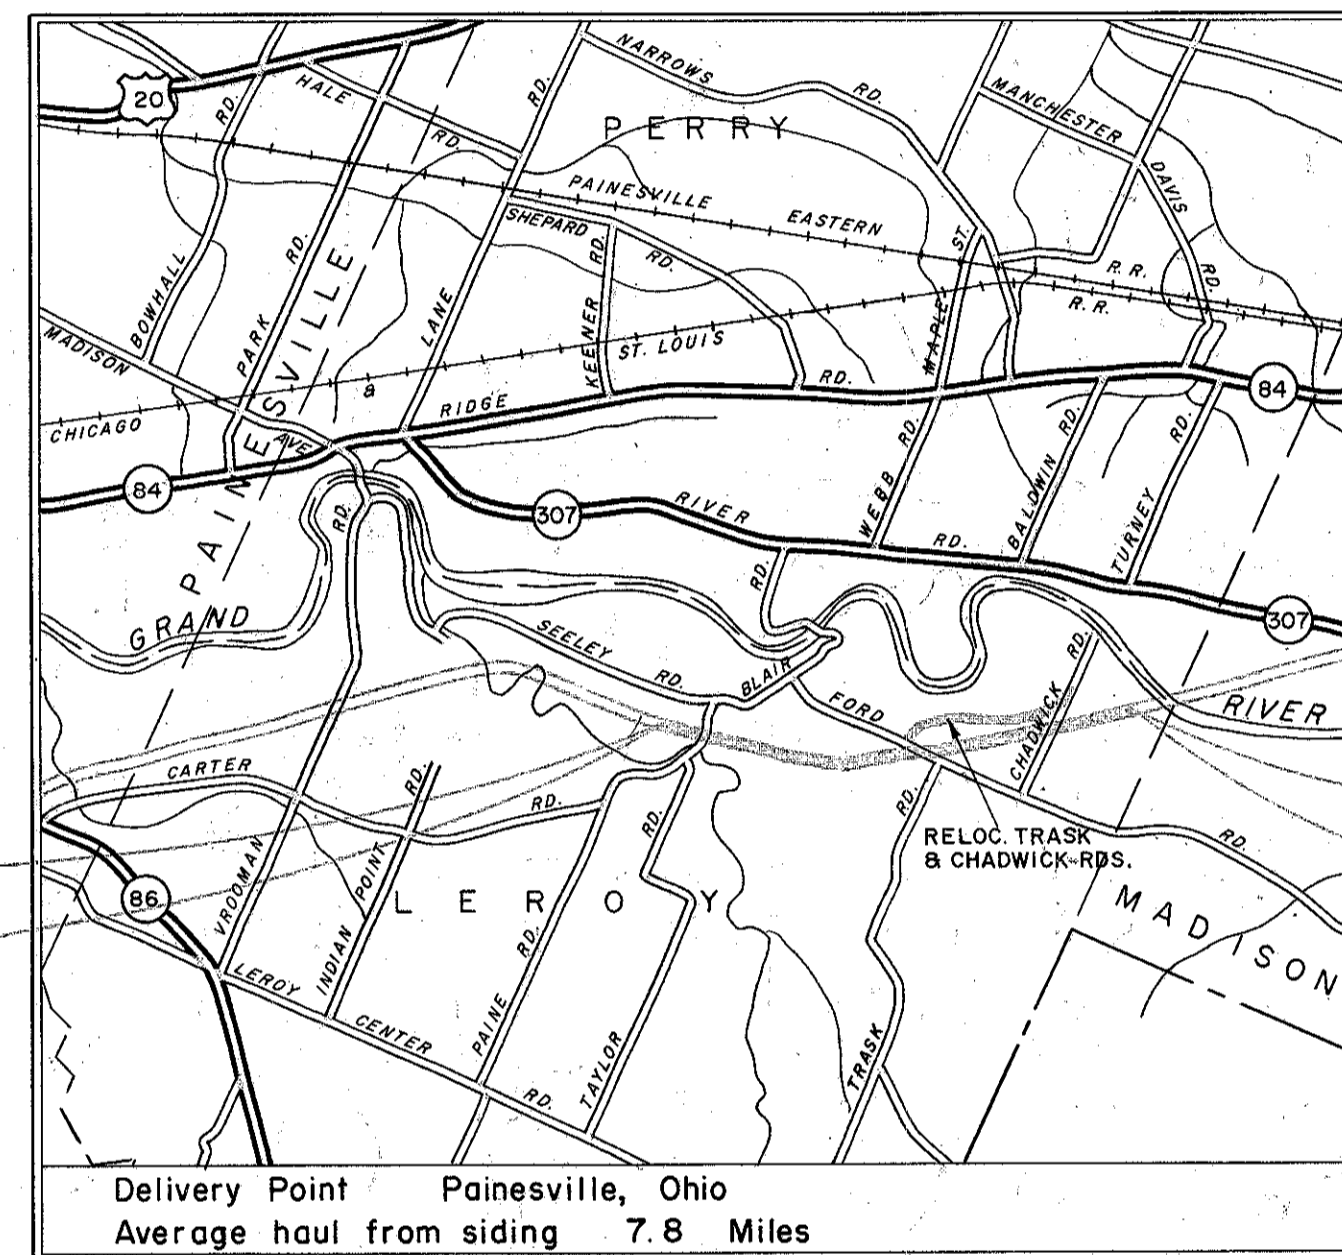 20
HALE RD.
RD.
NARROWS RD.
PERRY
MANCHESTER
DAVIS RD.
PAINESVILLE EASTERN R. R.
SHEPARD RD.
BOWHALL RD.
PARK RD.
LANE RD.
KEENER RD.
MAPLE ST.
MADISON AVE
CHICAGO & ST. LOUIS R. R.
RIDGE RD.
84
84
PAINESVILLE
307
RIVER RD.
WEBB RD.
BALDWIN RD.
TURNEY RD.
307
GRAND RIVER
RD.
SEELEY RD.
BLAIR RD.
FORD RD.
CHADWICK RD.
CARTER RD.
RELOC. TRASK
& CHADWICK RDS.
86
VROOMAN
INDIAN POINT RD.
LEROY
PAINE RD.
TAYLOR RD.
TRASK RD.
MADISON
LEROY CENTER RD.
Delivery Point Painesville, Ohio
Average haul from siding 7.8 Miles